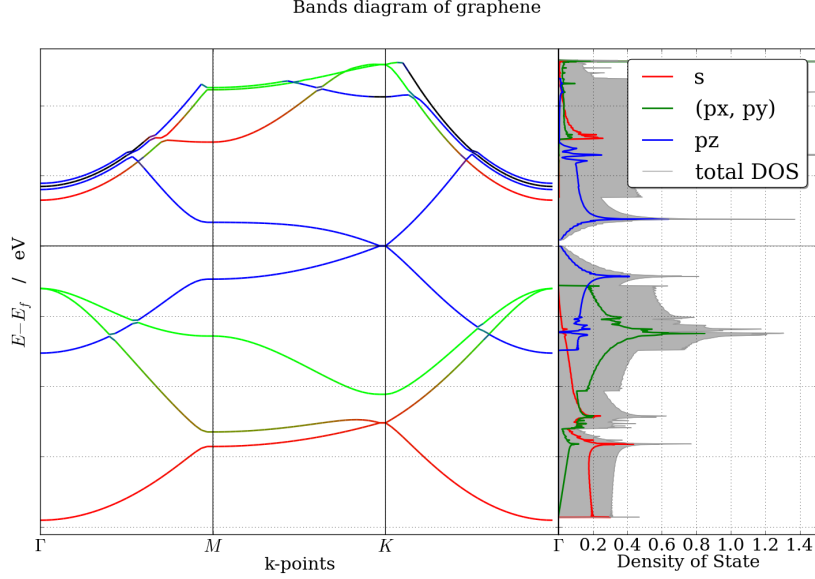 Bands diagram of graphene
s
(px, py)
pz
total DOS
E−E_f / eV
Γ M K Γ 0.2 0.4 0.6 0.8 1.0 1.2 1.4
k-points Density of State